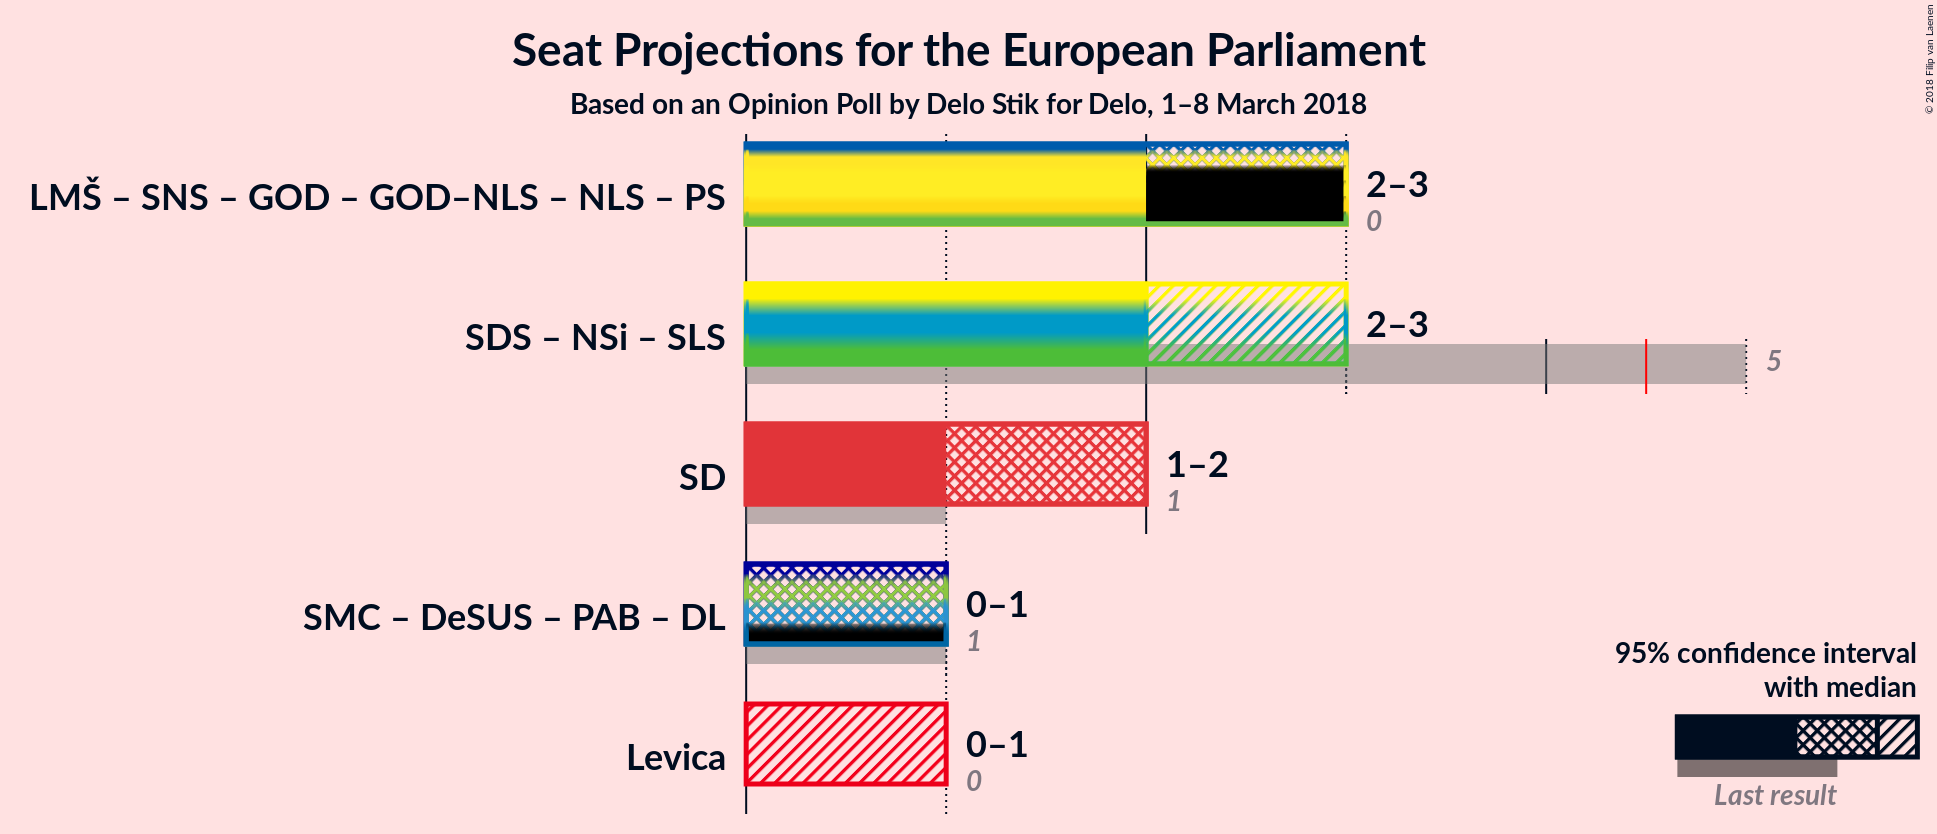 Seat Projections for the European Parliament
Based on an Opinion Poll by Delo Stik for Delo, 1–8 March 2018
© 2018 Filip van Laenen
LMŠ – SNS – GOD – GOD–NLS – NLS – PS
2–3
0
SDS – NSi – SLS
2–3
5
SD
1–2
1
SMC – DeSUS – PAB – DL
0–1
1
Levica
0–1
0
95% confidence interval
with median
Last result